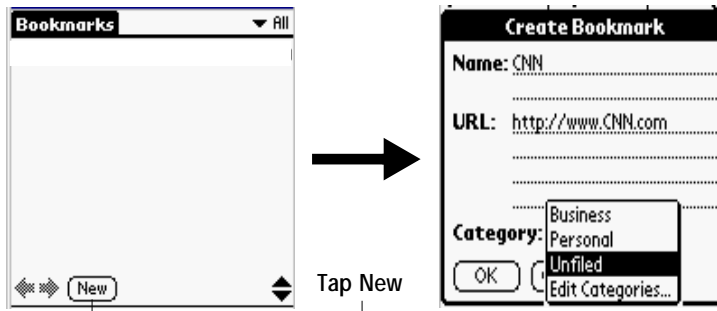 Bookmarks All
New
Tap New
Create Bookmark
Name: CNN
URL: http://www.CNN.com
Business
Category: Personal
Unfiled
OK
Edit Categories...